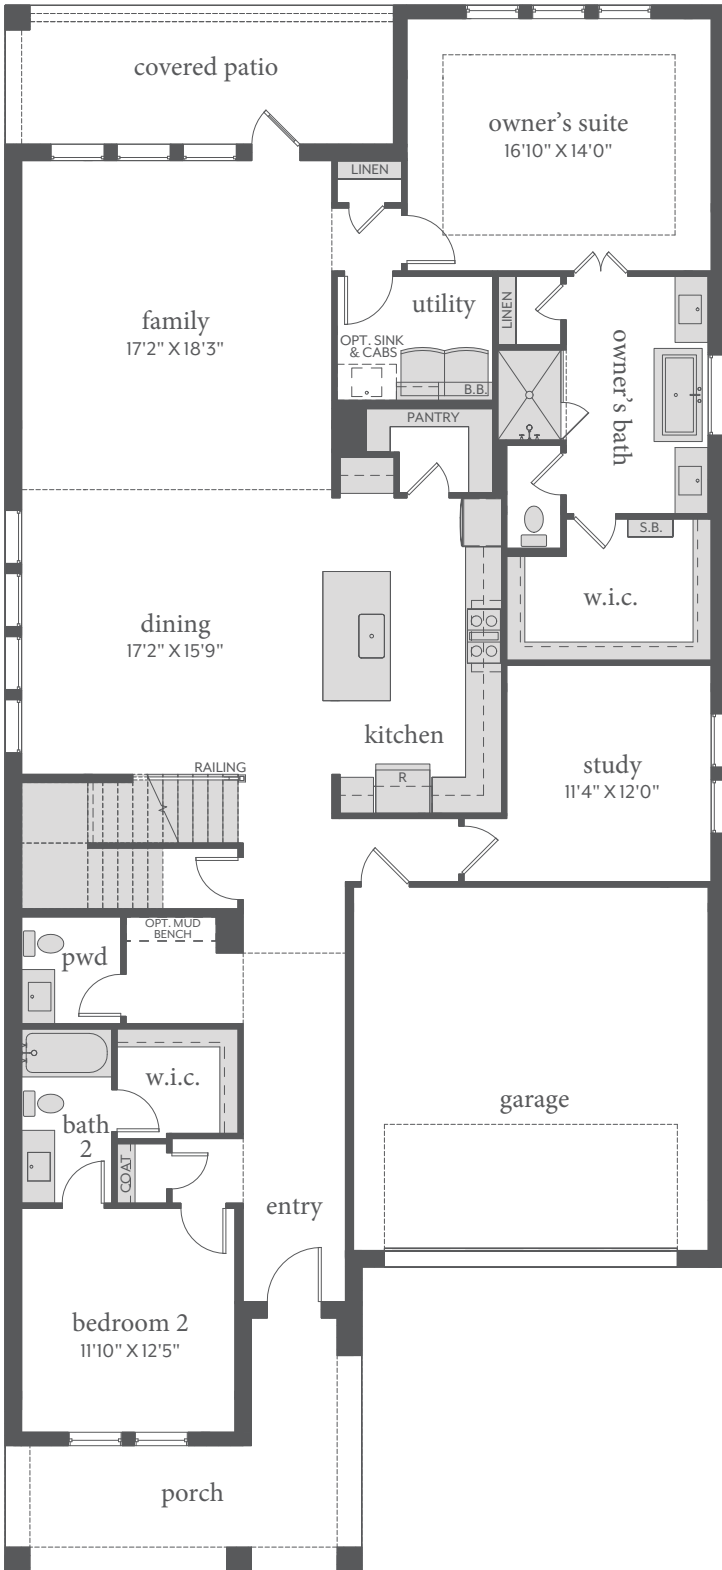 covered patio
owner's suite
16'10" X 14'0"
LINEN
family
17'2" X 18'3"
utility
LINEN
OPT. SINK
& CABS
B.B.
owner's bath
PANTRY
S.B.
w.i.c.
dining
17'2" X 15'9"
kitchen
RAILING
R
study
11'4" X 12'0"
OPT. MUD
BENCH
pwd
w.i.c.
garage
bath
2
COAT
entry
bedroom 2
11'10" X 12'5"
porch